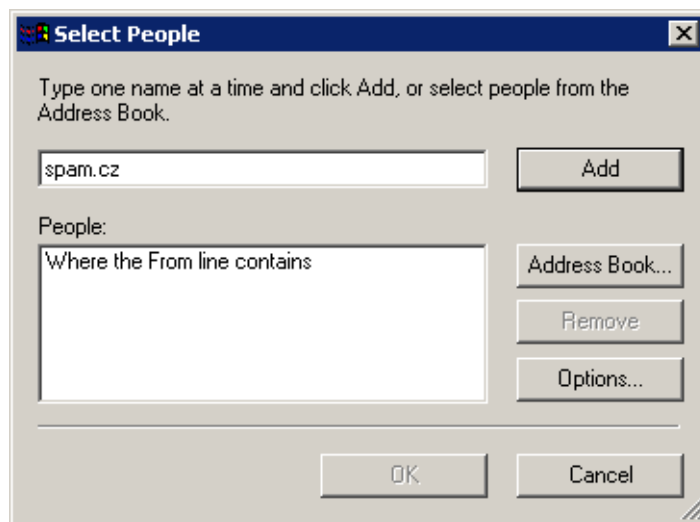 Select People
Type one name at a time and click Add, or select people from the
Address Book.
spam.cz
Add
People:
Where the From line contains
Address Book...
Remove
Options...
OK
Cancel